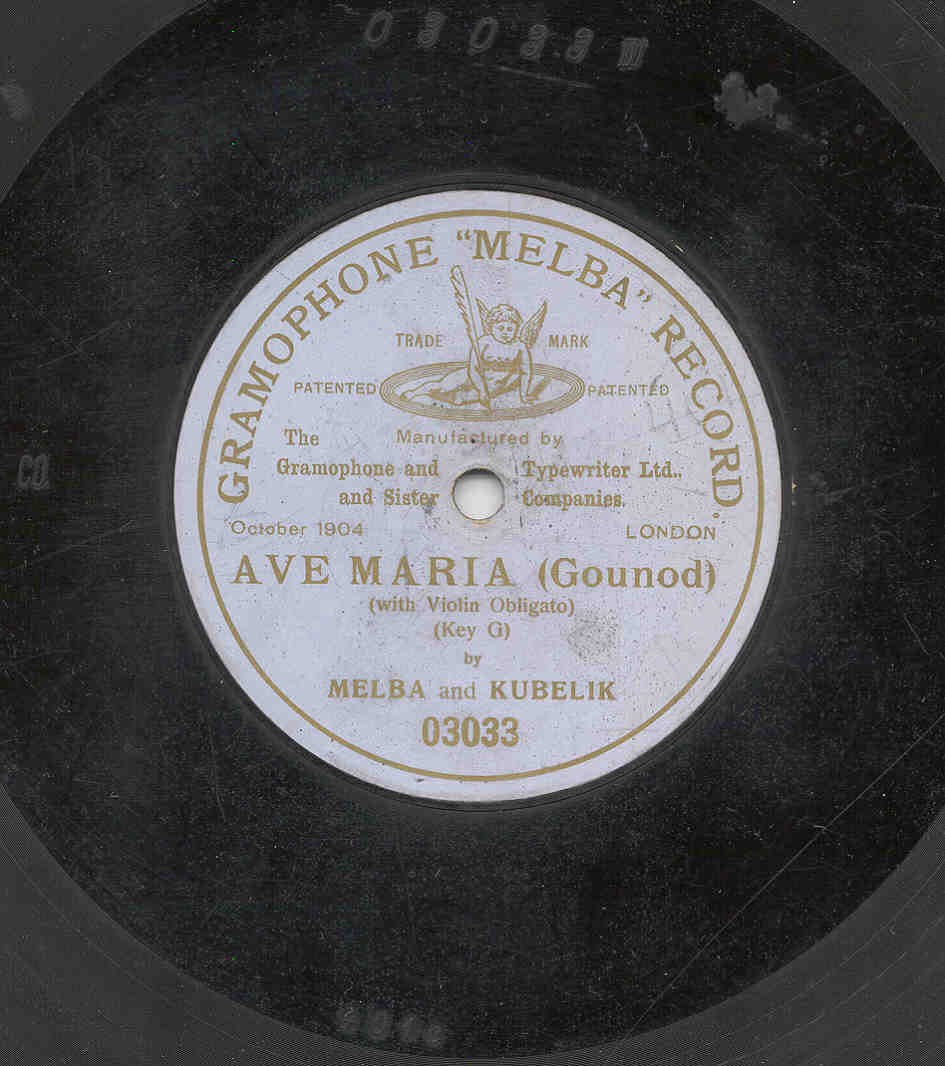 03033
GRAMOPHONE "MELBA" RECORD.
TRADE MARK
PATENTED PATENTED
The Manufactured by
Gramophone and Typewriter Ltd.,
and Sister Companies.
October 1904 LONDON
AVE MARIA (Gounod)
(with Violin Obligato)
(Key G)
by
MELBA and KUBELIK
03033
CO.